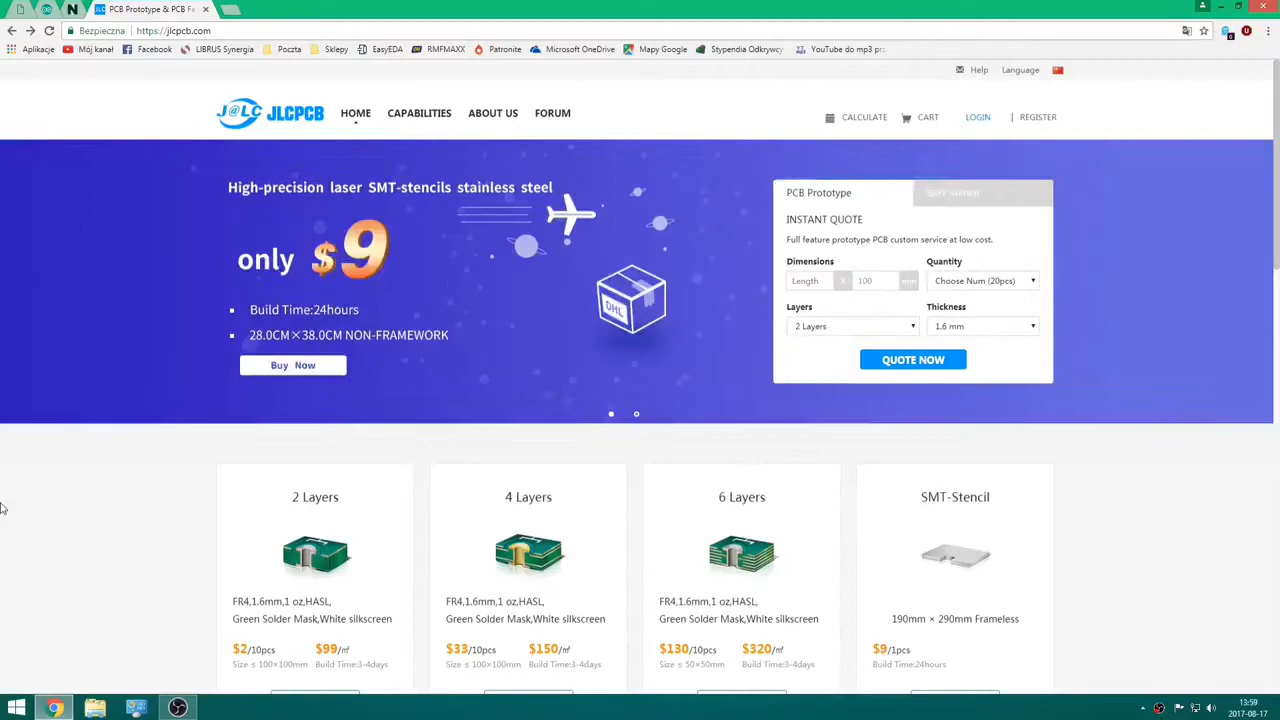 JLCPCB PCB Prototype & PCB Fa
Bezpieczna https://jlcpcb.com
Aplikacje Mój kanał Facebook LIBRUS Synergia Poczta Sklepy EasyEDA RMFMAXX Patronite Microsoft OneDrive Mapy Google Stypendia Odkrywcy YouTube do mp3
Help Language
J@LC JLCPCB HOME CAPABILITIES ABOUT US FORUM CALCULATE CART LOGIN | REGISTER
High-precision laser SMT-stencils stainless steel
only $9
Build Time:24hours
28.0CM×38.0CM NON-FRAMEWORK
Buy Now
DHL
PCB Prototype SMT-Stencil
INSTANT QUOTE
Full feature prototype PCB custom service at low cost.
Dimensions Quantity
Length X 100 mm Choose Num (20pcs)
Layers Thickness
2 Layers 1.6 mm
QUOTE NOW
2 Layers
FR4,1.6mm,1 oz,HASL,
Green Solder Mask,White silkscreen
$2/10pcs $99/㎡
Size ≤ 100×100mm Build Time:3-4days
4 Layers
FR4,1.6mm,1 oz,HASL,
Green Solder Mask,White silkscreen
$33/10pcs $150/㎡
Size ≤ 100×100mm Build Time:3-4days
6 Layers
FR4,1.6mm,1 oz,HASL,
Green Solder Mask,White silkscreen
$130/10pcs $320/㎡
Size ≤ 50×50mm Build Time:3-4days
SMT-Stencil
190mm × 290mm Frameless
$9/1pcs
Build Time:24hours
13:59
2017-08-17